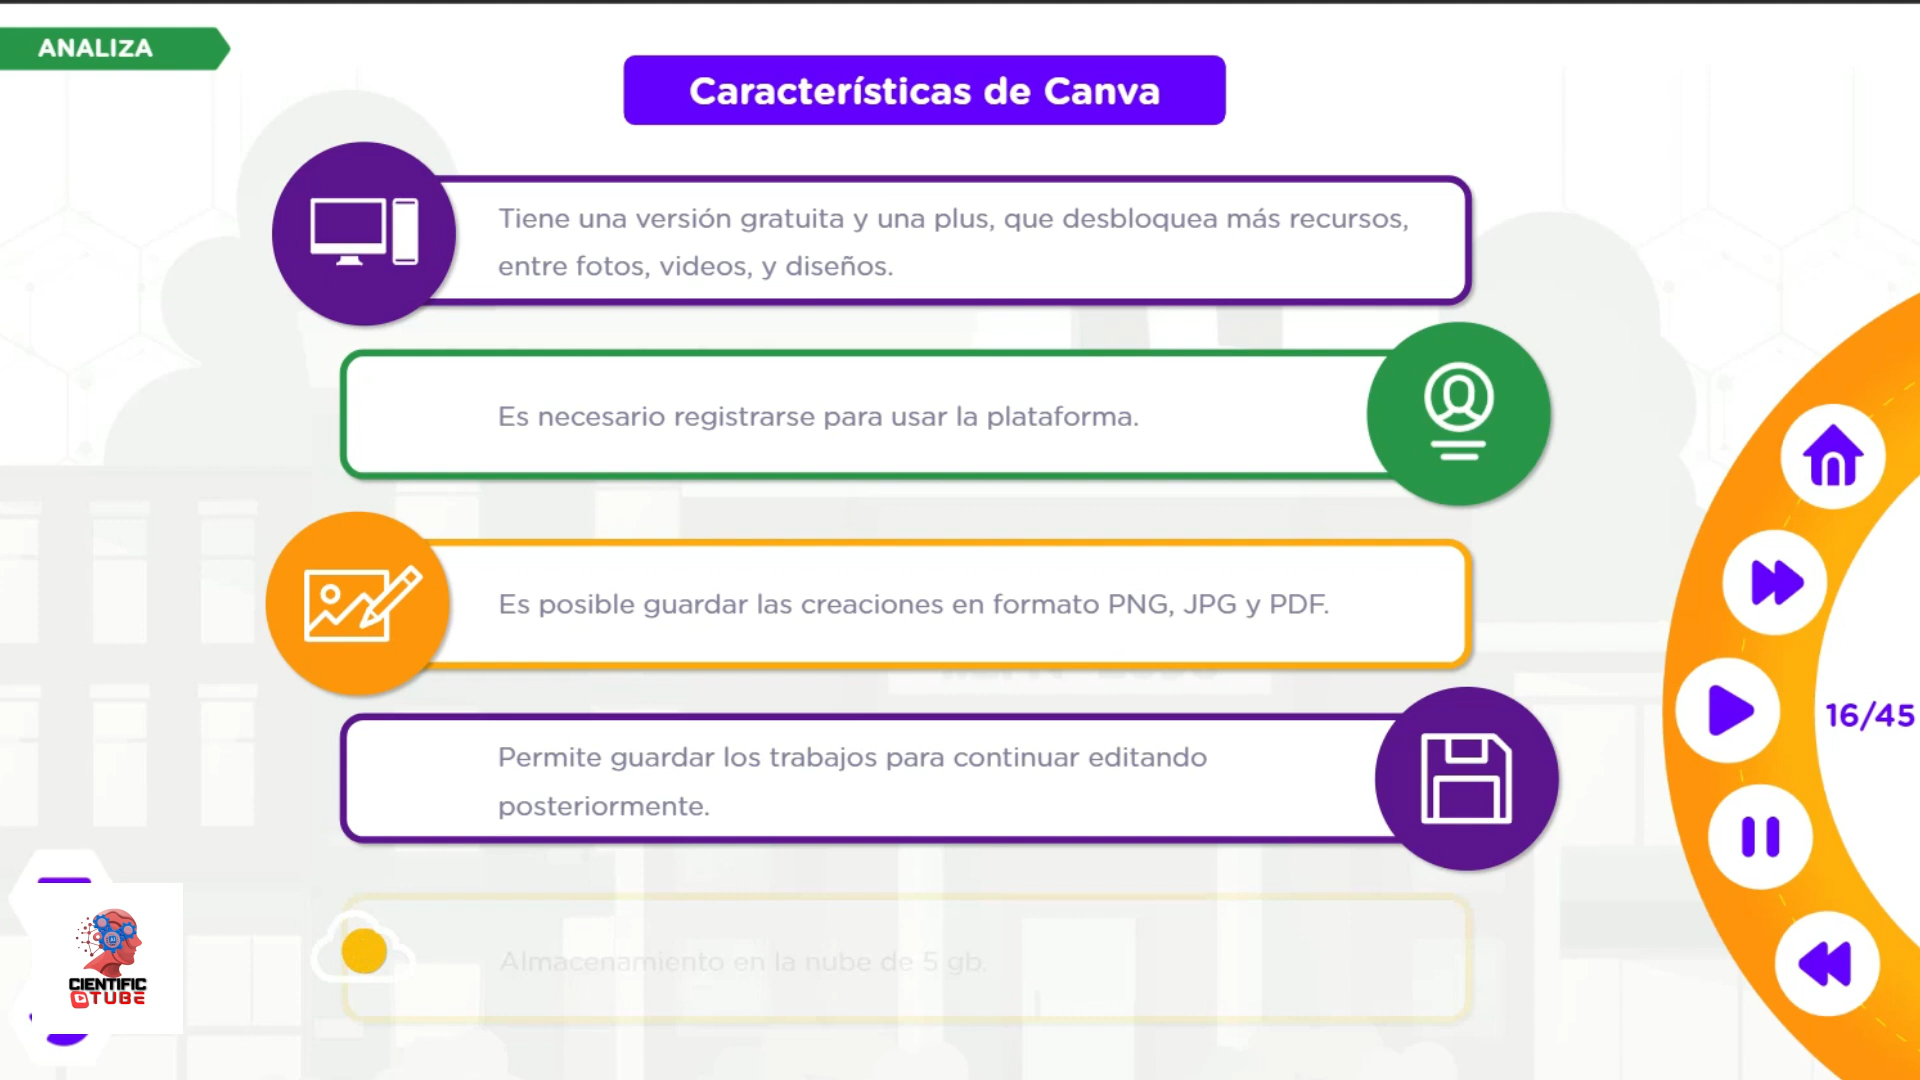 ANALIZA
Características de Canva
Tiene una versión gratuita y una plus, que desbloquea más recursos,
entre fotos, videos, y diseños.
Es necesario registrarse para usar la plataforma.
Es posible guardar las creaciones en formato PNG, JPG y PDF.
Permite guardar los trabajos para continuar editando
posteriormente.
16/45
Almacenamiento en la nube de 5 gb.
CIENTIFIC
TUBE